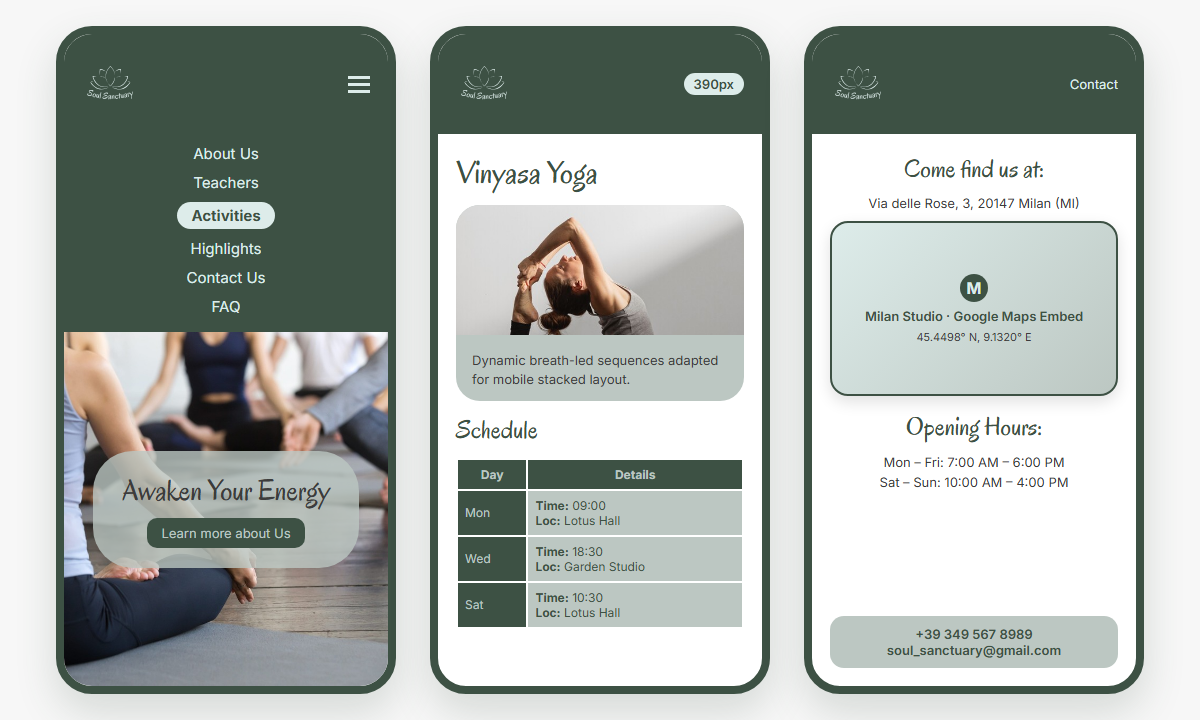 Soul Sanctuary
About Us
Teachers
Activities
Highlights
Contact Us
FAQ
Awaken Your Energy
Learn more about Us
Soul Sanctuary
390px
Vinyasa Yoga
Dynamic breath-led sequences adapted
for mobile stacked layout.
Schedule
Day Details
Mon
Time: 09:00
Loc: Lotus Hall
Wed
Time: 18:30
Loc: Garden Studio
Sat
Time: 10:30
Loc: Lotus Hall
Soul Sanctuary
Contact
Come find us at:
Via delle Rose, 3, 20147 Milan (MI)
M
Milan Studio · Google Maps Embed
45.4498° N, 9.1320° E
Opening Hours:
Mon – Fri: 7:00 AM – 6:00 PM
Sat – Sun: 10:00 AM – 4:00 PM
+39 349 567 8989
soul_sanctuary@gmail.com